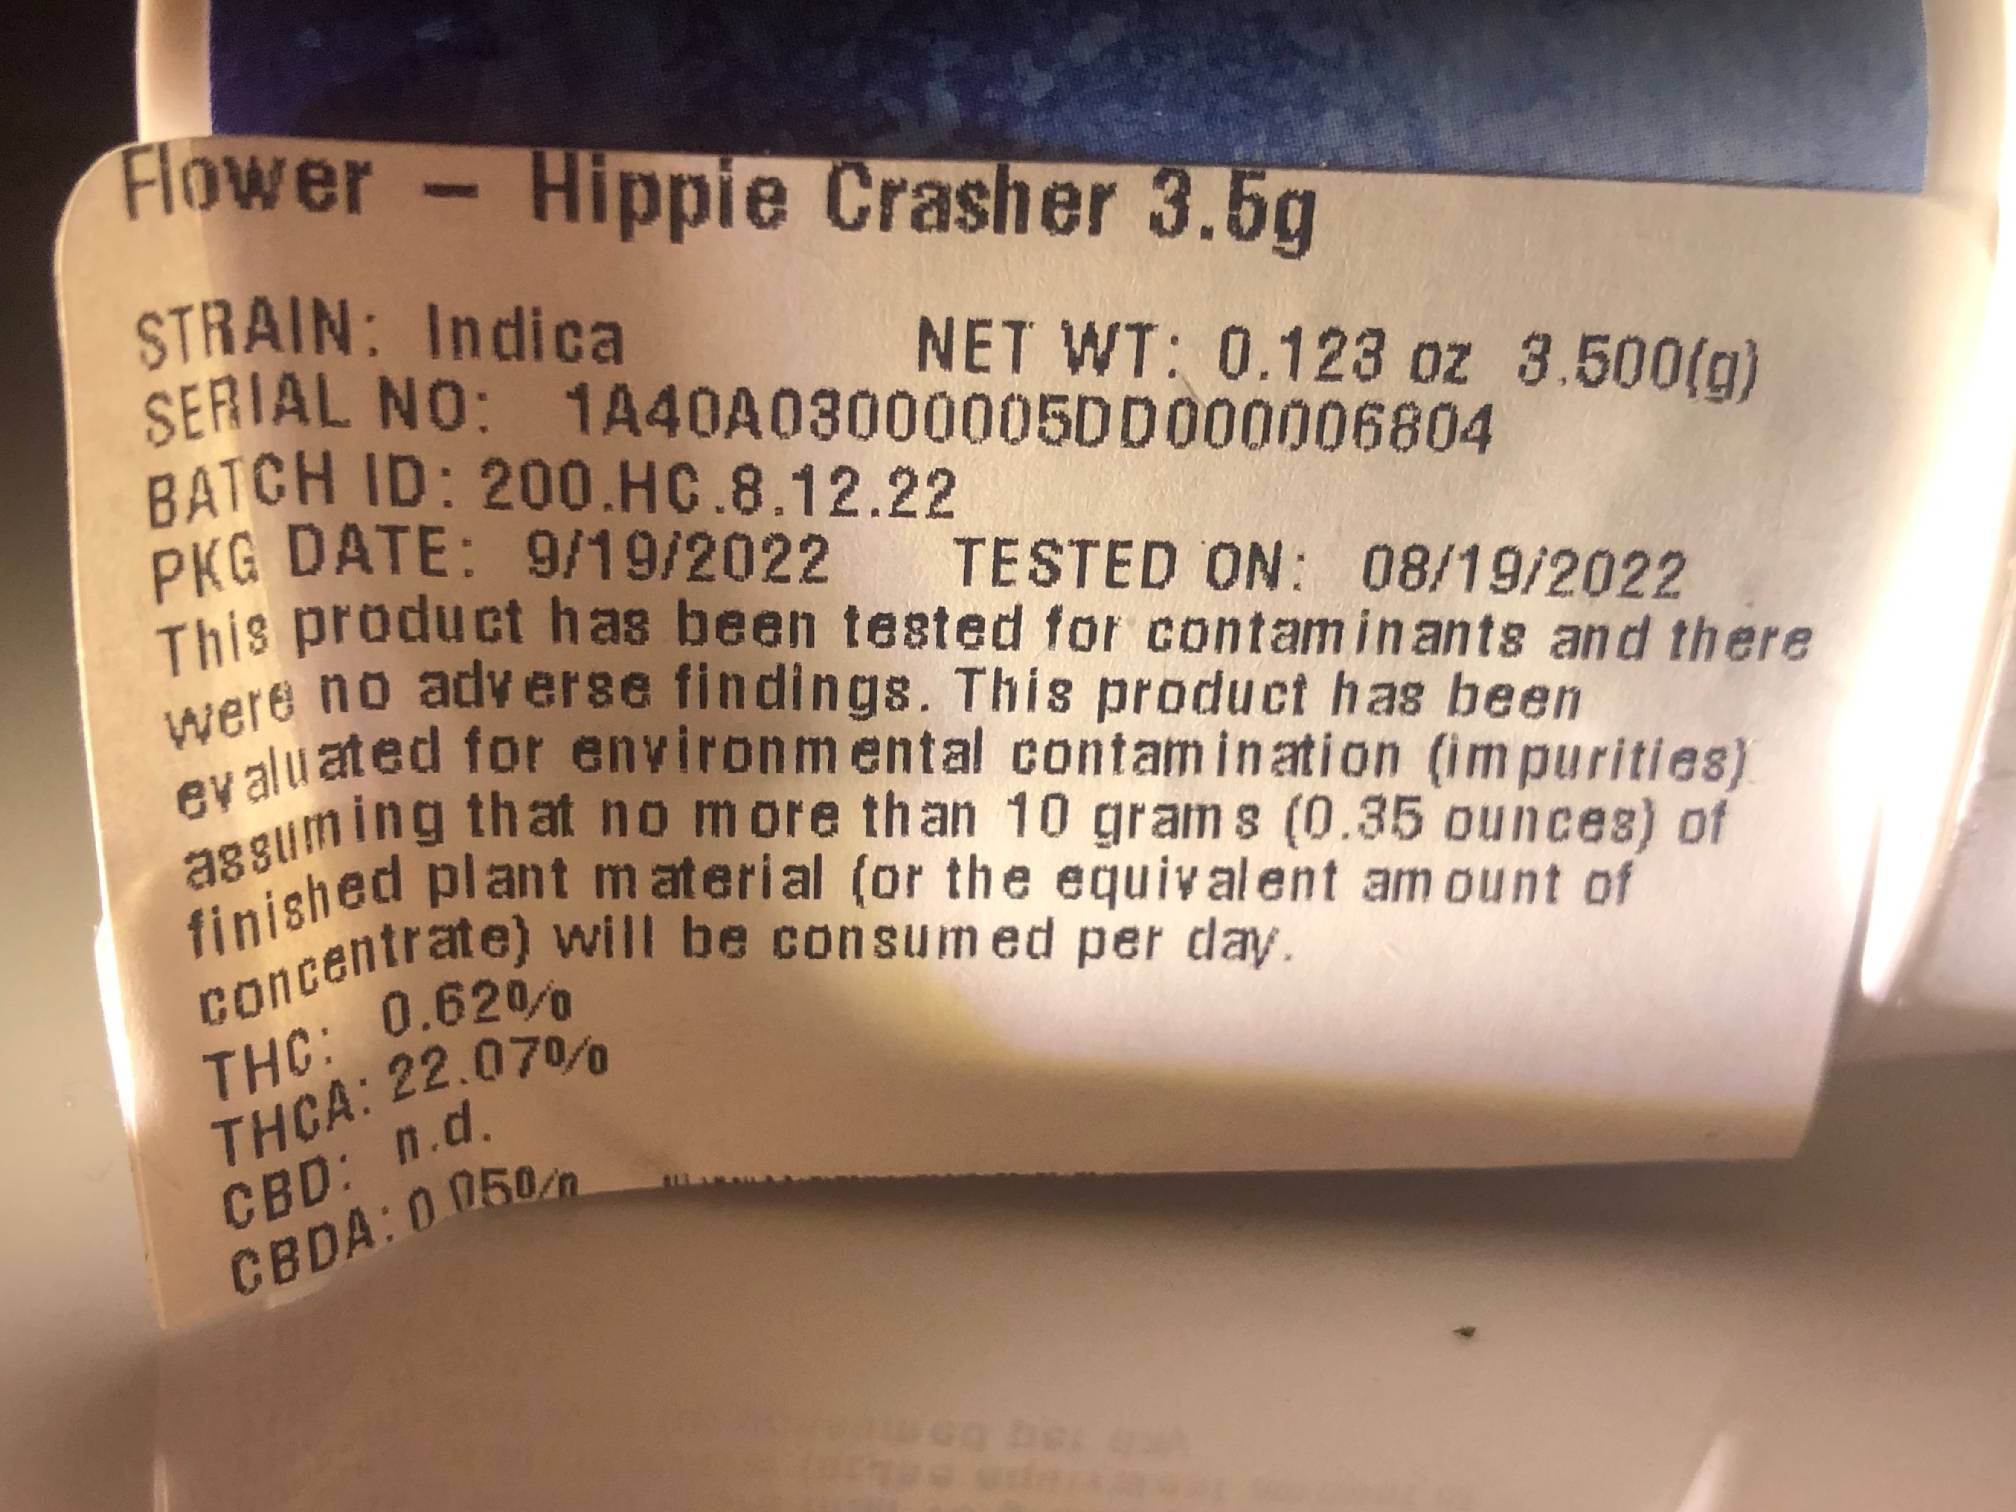 Flower – Hippie Crasher 3.5g
STRAIN: Indica NET WT: 0.123 oz 3.500(g)
SERIAL NO: 1A40A03000005DD000006804
BATCH ID: 200.HC.8.12.22
PKG DATE: 9/19/2022 TESTED ON: 08/19/2022
This product has been tested for contaminants and there
were no adverse findings. This product has been
evaluated for environmental contamination (impurities)
assuming that no more than 10 grams (0.35 ounces) of
finished plant material (or the equivalent amount of
concentrate) will be consumed per day.
THC: 0.62%
THCA: 22.07%
CBD: n.d.
CBDA: 0.05%